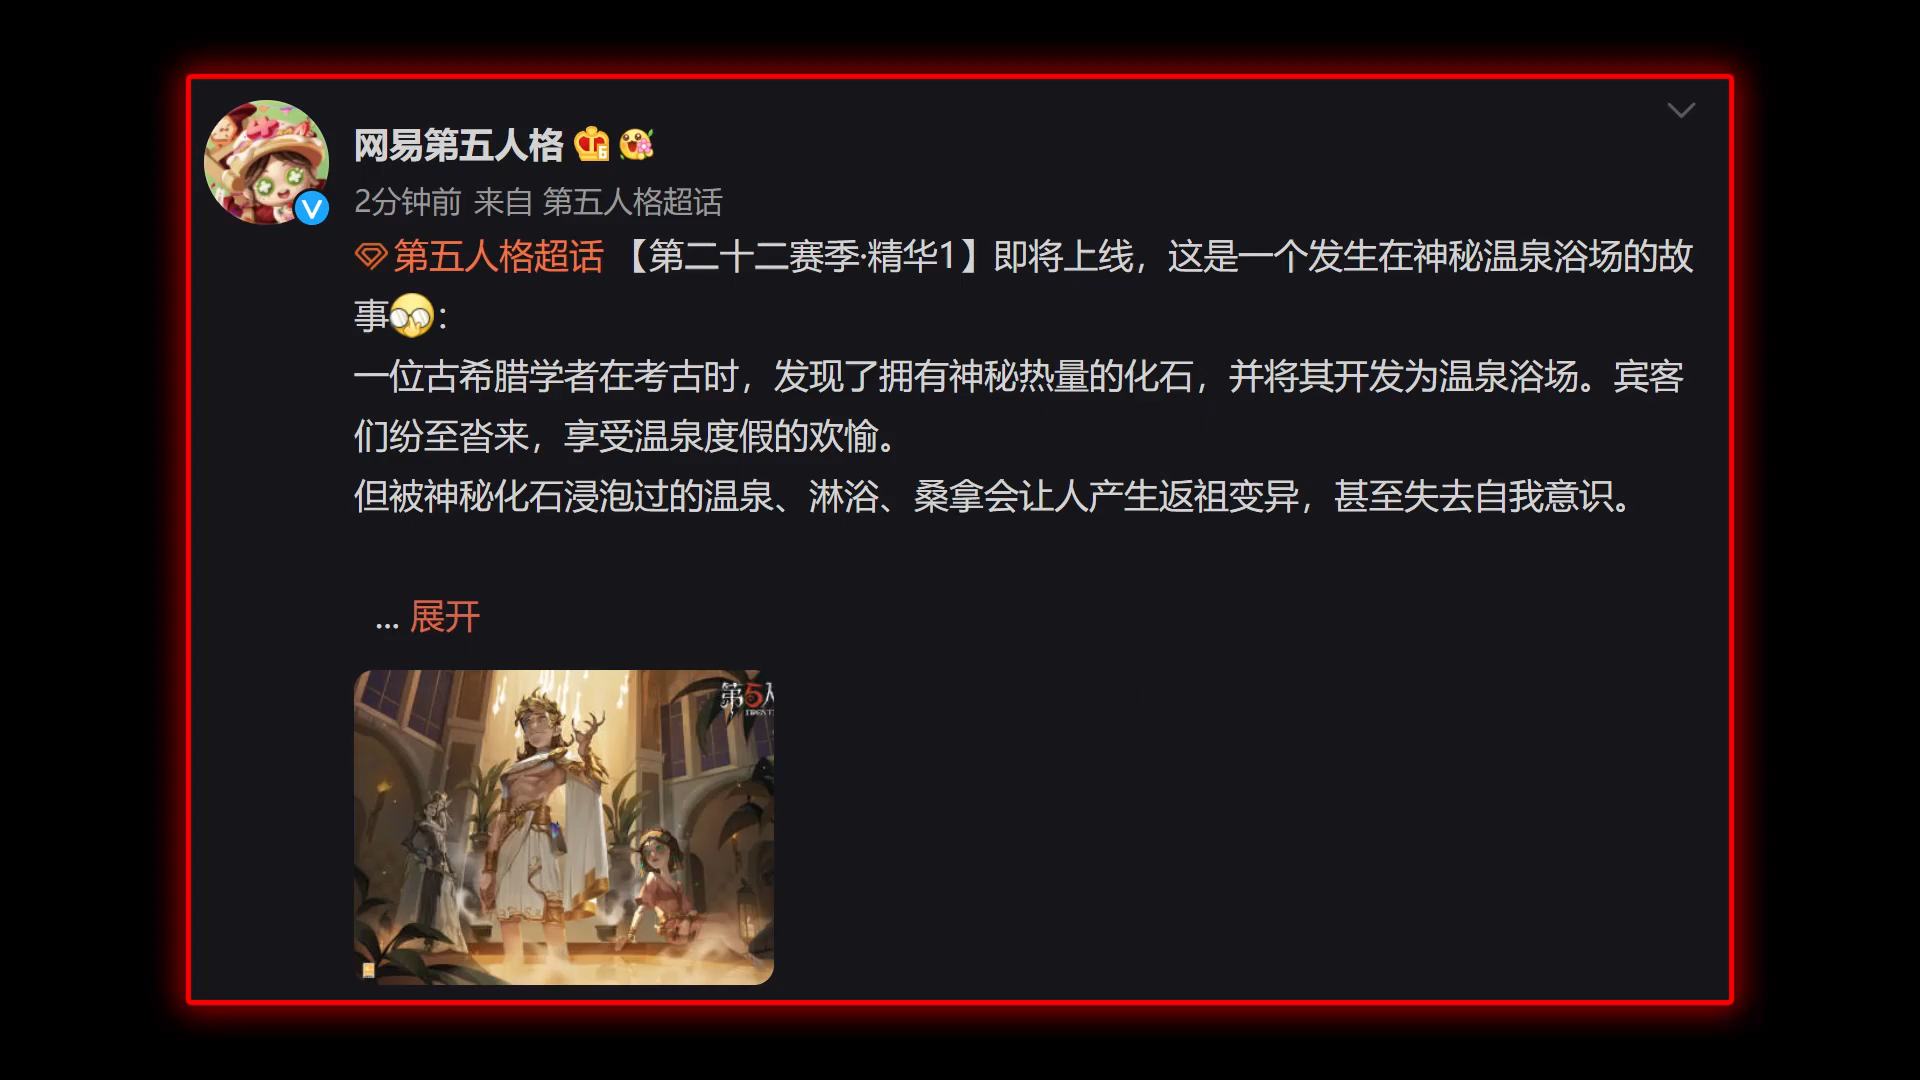 网易第五人格
2分钟前 来自 第五人格超话
第五人格超话 【第二十二赛季·精华1】即将上线，这是一个发生在神秘温泉浴场的故
事：
一位古希腊学者在考古时，发现了拥有神秘热量的化石，并将其开发为温泉浴场。宾客
们纷至沓来，享受温泉度假的欢愉。
但被神秘化石浸泡过的温泉、淋浴、桑拿会让人产生返祖变异，甚至失去自我意识。
... 展开
第5人